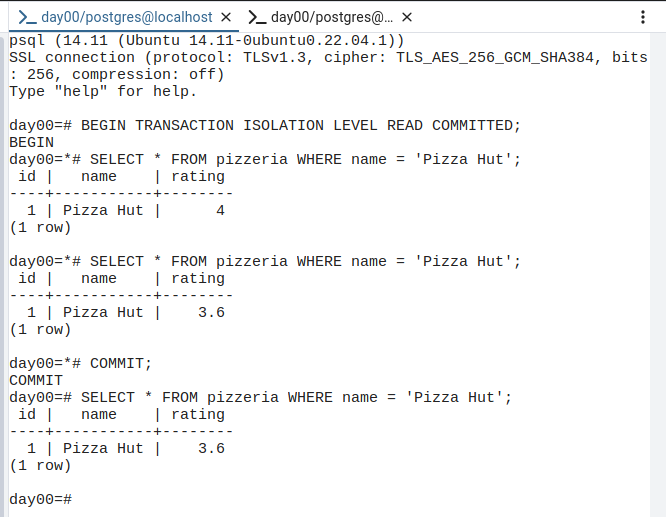 day00/postgres@localhost
day00/postgres@...
psql (14.11 (Ubuntu 14.11-0ubuntu0.22.04.1))
SSL connection (protocol: TLSv1.3, cipher: TLS_AES_256_GCM_SHA384, bits
: 256, compression: off)
Type "help" for help.
day00=# BEGIN TRANSACTION ISOLATION LEVEL READ COMMITTED;
BEGIN
day00=*# SELECT * FROM pizzeria WHERE name = 'Pizza Hut';
 id |   name    | rating
----+-----------+--------
  1 | Pizza Hut |      4
(1 row)
day00=*# SELECT * FROM pizzeria WHERE name = 'Pizza Hut';
 id |   name    | rating
----+-----------+--------
  1 | Pizza Hut |    3.6
(1 row)
day00=*# COMMIT;
COMMIT
day00=# SELECT * FROM pizzeria WHERE name = 'Pizza Hut';
 id |   name    | rating
----+-----------+--------
  1 | Pizza Hut |    3.6
(1 row)
day00=#